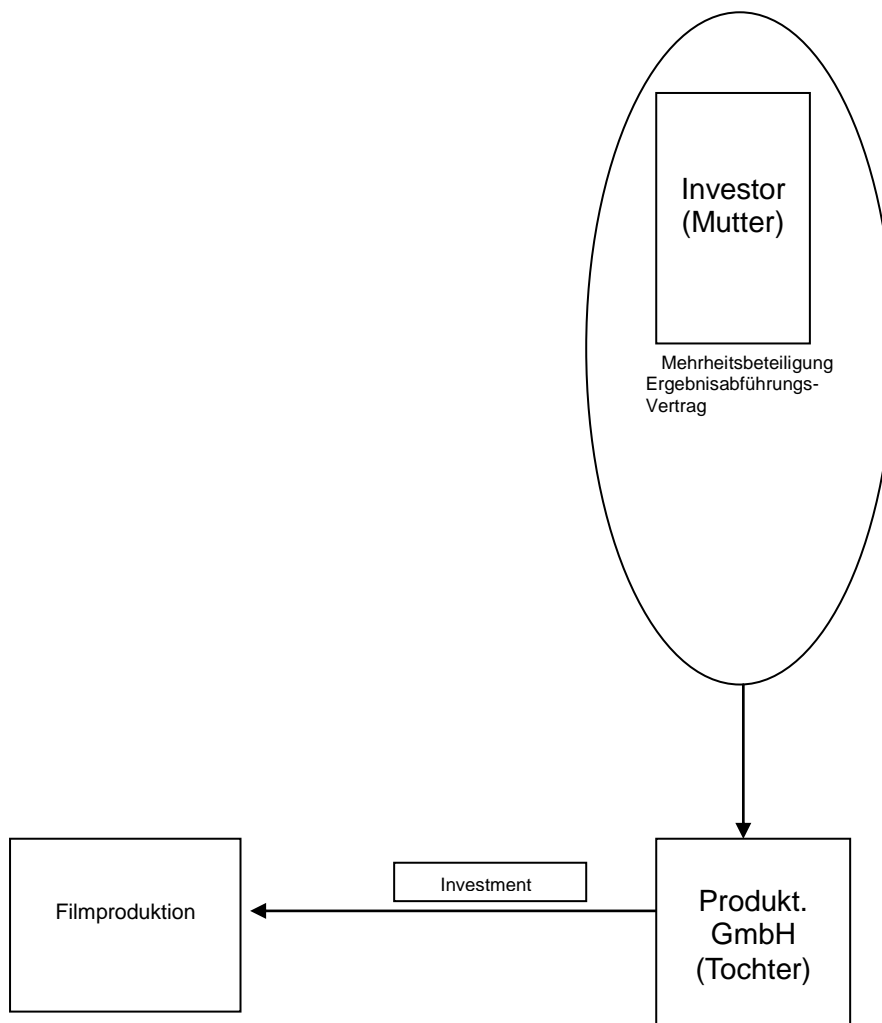 Investor
(Mutter)
Mehrheitsbeteiligung
Ergebnisabführungs-
Vertrag
Filmproduktion
Investment
Produkt.
GmbH
(Tochter)